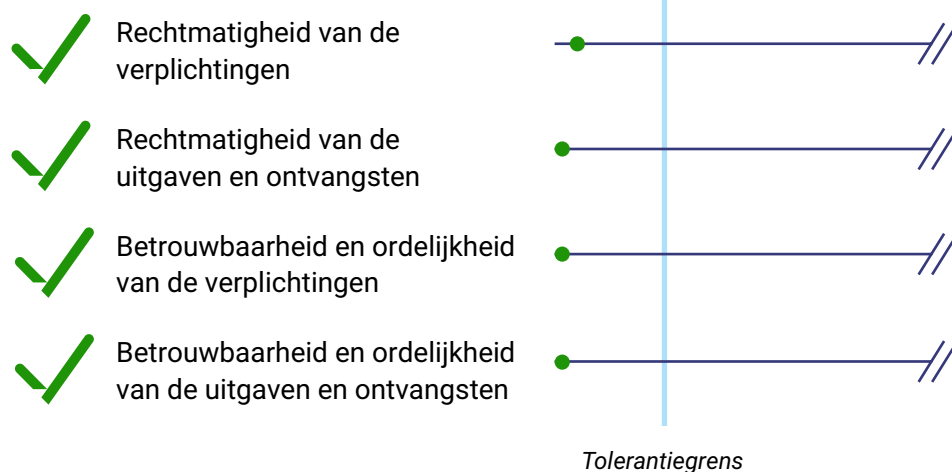 Rechtmatigheid van de
verplichtingen
Rechtmatigheid van de
uitgaven en ontvangsten
Betrouwbaarheid en ordelijkheid
van de verplichtingen
Betrouwbaarheid en ordelijkheid
van de uitgaven en ontvangsten
Tolerantiegrens